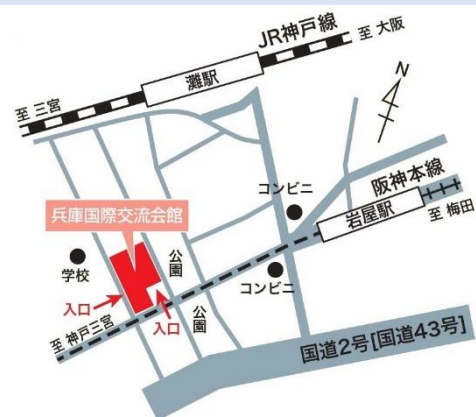 JR神戸線
至 大阪
灘駅
至 三宮
N
コンビニ
阪神本線
岩屋駅
至 梅田
兵庫国際交流会館
公園
学校
コンビニ
入口
入口
公園
至 神戸三宮
国道2号[国道43号]